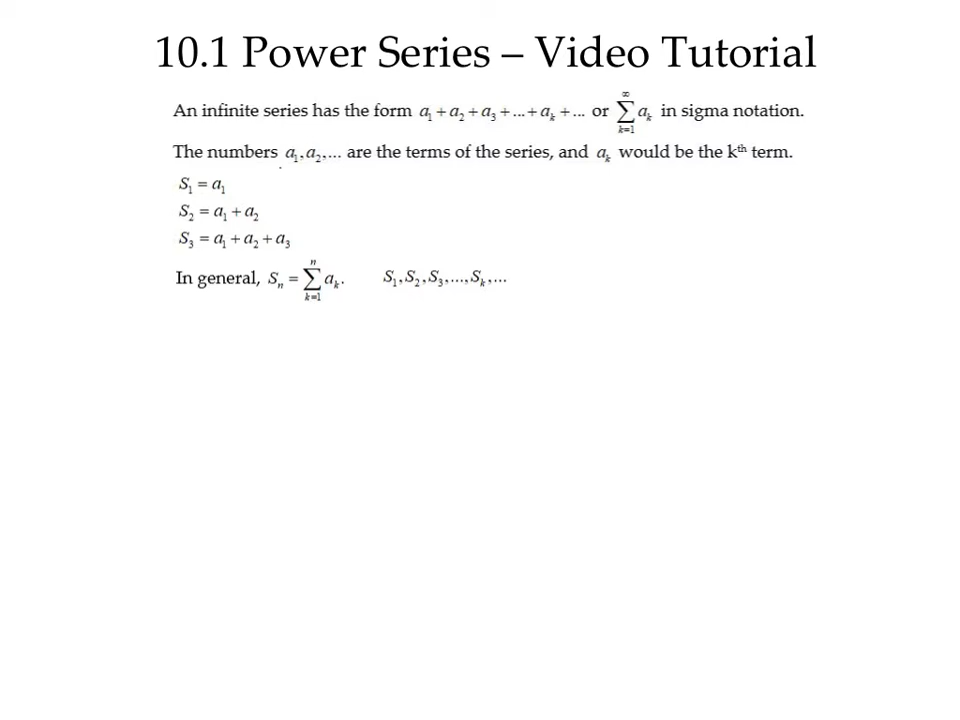 10.1 Power Series – Video Tutorial
An infinite series has the form a₁ + a₂ + a₃ + ... + aₖ + ... or ∑_{k=1}^{∞} aₖ in sigma notation.
The numbers a₁, a₂, ... are the terms of the series, and aₖ would be the kᵗʰ term.
S₁ = a₁
S₂ = a₁ + a₂
S₃ = a₁ + a₂ + a₃
In general, Sₙ = ∑_{k=1}^{n} aₖ. S₁, S₂, S₃, ..., Sₖ, ...